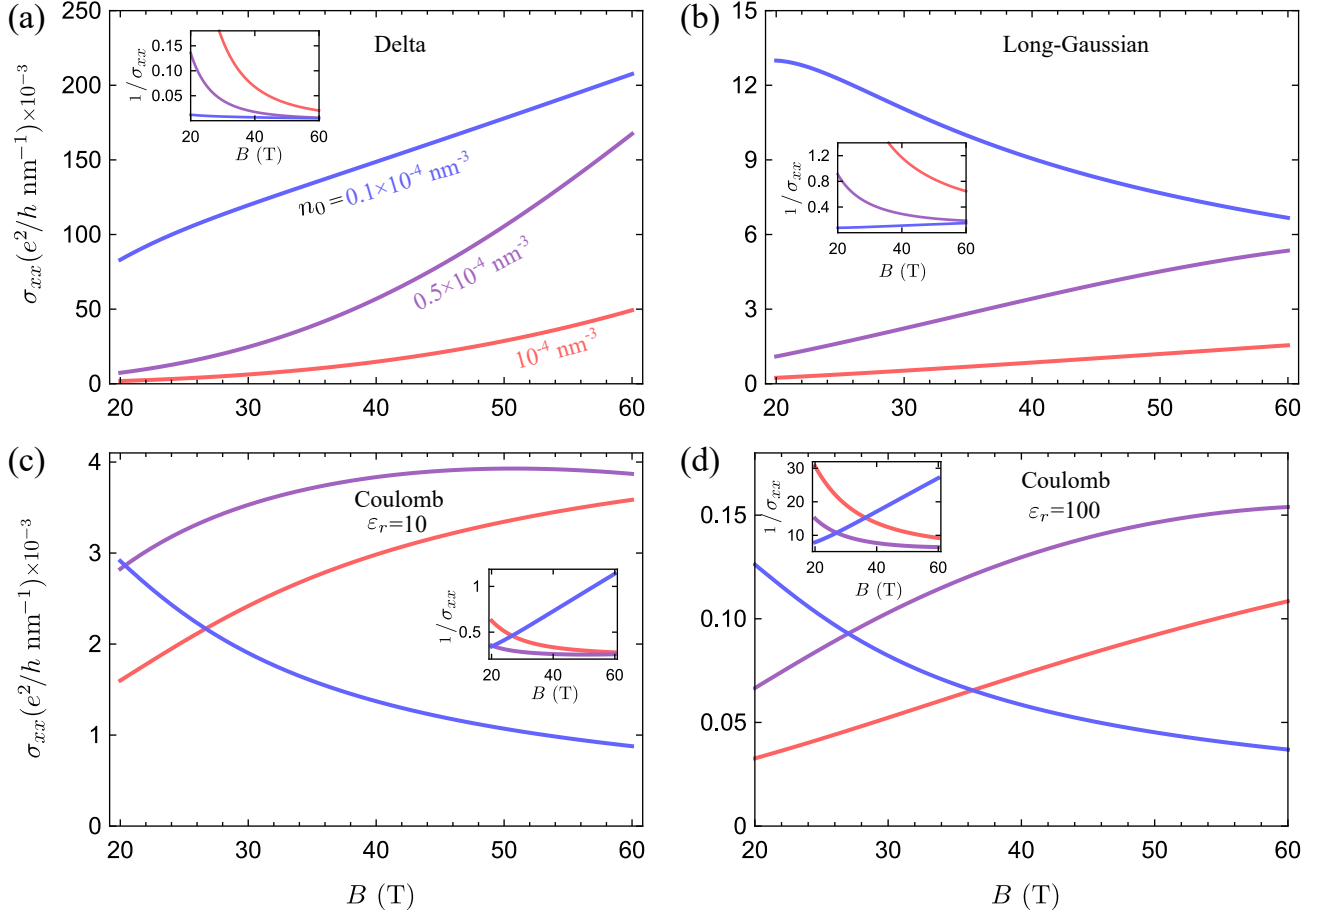 (a)
Delta
σxx(e²/h nm⁻¹)×10⁻³
250
200
150
100
50
0
20
30
40
50
60
n₀=0.1×10⁻⁴ nm⁻³
0.5×10⁻⁴ nm⁻³
10⁻⁴ nm⁻³
1/σxx
0.15
0.10
0.05
20
40
60
B (T)
(b)
Long-Gaussian
15
12
9
6
3
0
20
30
40
50
60
1/σxx
1.2
0.8
0.4
20
40
60
B (T)
(c)
Coulomb
εr=10
σxx(e²/h nm⁻¹)×10⁻³
4
3
2
1
0
20
30
40
50
60
B (T)
1/σxx
1
0.5
20
40
60
B (T)
(d)
Coulomb
εr=100
0.15
0.10
0.05
0
20
30
40
50
60
B (T)
1/σxx
30
20
10
20
40
60
B (T)